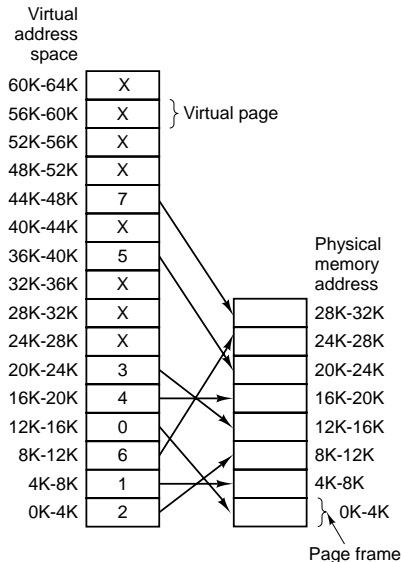 Virtual
address
space
60K-64K X
56K-60K X Virtual page
52K-56K X
48K-52K X
44K-48K 7
40K-44K X
36K-40K 5
32K-36K X
28K-32K X
24K-28K X
20K-24K 3
16K-20K 4
12K-16K 0
8K-12K 6
4K-8K 1
0K-4K 2
Physical
memory
address
28K-32K
24K-28K
20K-24K
16K-20K
12K-16K
8K-12K
4K-8K
0K-4K
Page frame